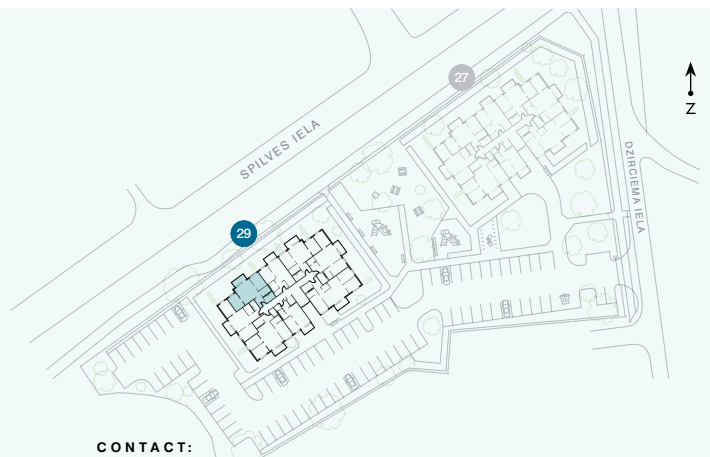 27
Z
SPILVES IELA
DZIRCIEMA IELA
29
CONTACT: